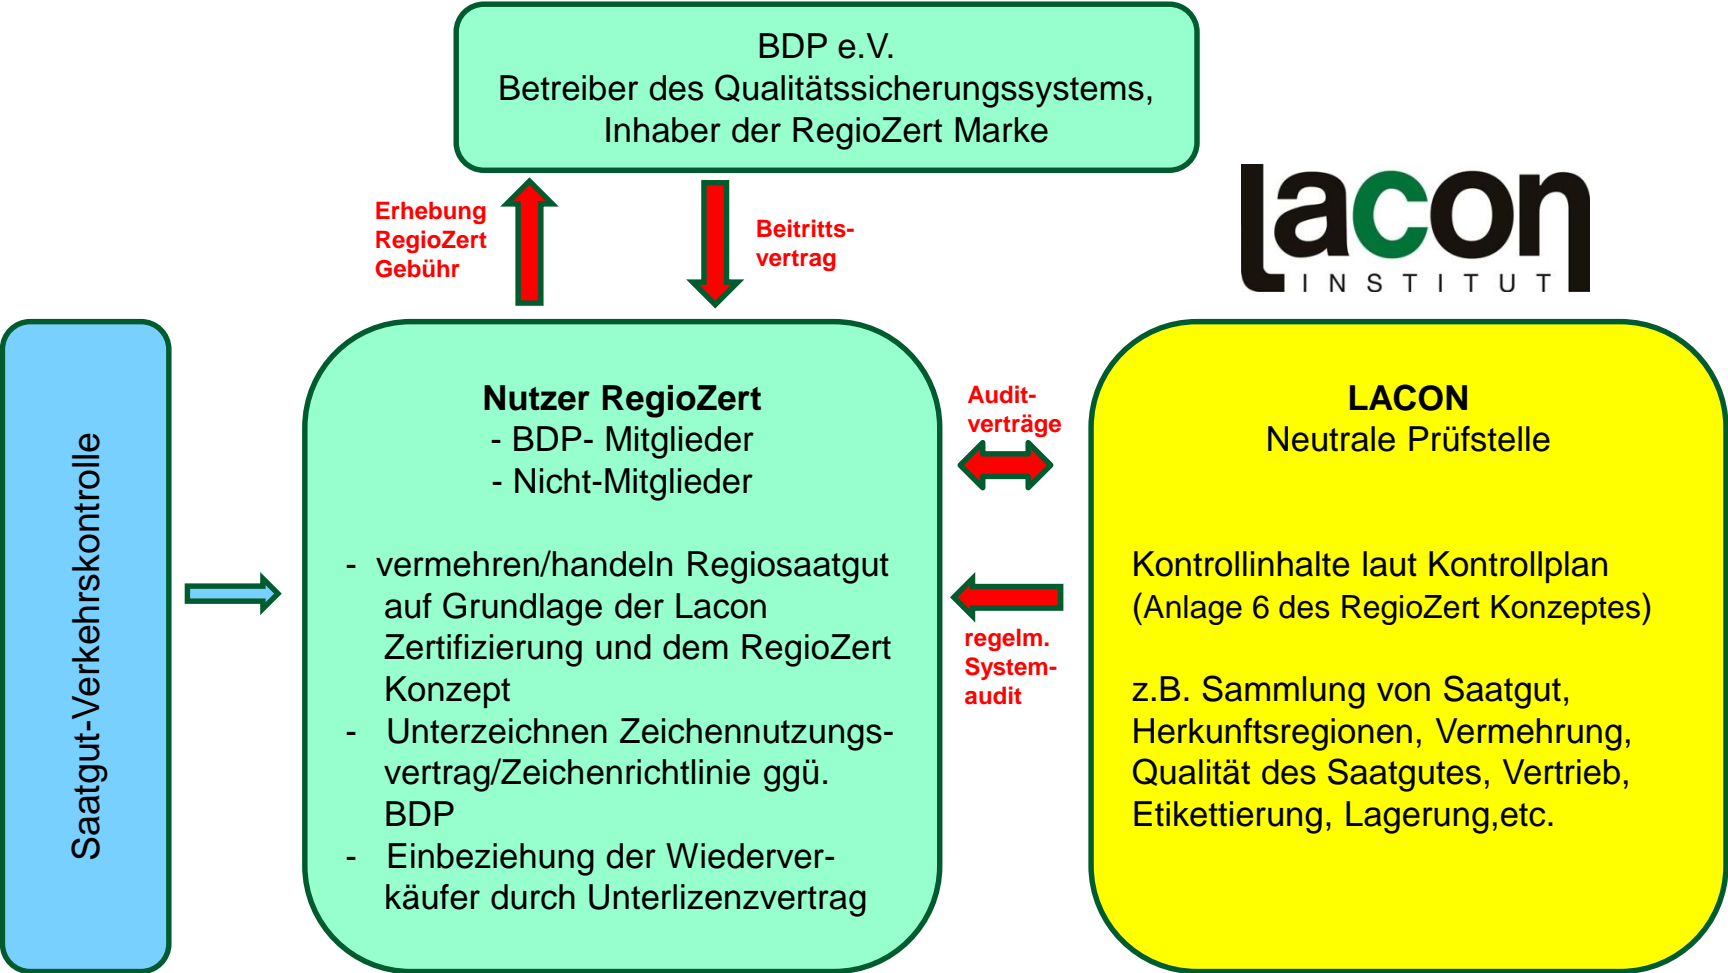 BDP e.V.
Betreiber des Qualitätssicherungssystems,
Inhaber der RegioZert Marke
Erhebung
RegioZert
Gebühr
Beitritts-
vertrag
lacon
INSTITUT
Saatgut-Verkehrskontrolle
Nutzer RegioZert
- BDP- Mitglieder
- Nicht-Mitglieder
- vermehren/handeln Regiosaatgut
auf Grundlage der Lacon
Zertifizierung und dem RegioZert
Konzept
- Unterzeichnen Zeichennutzungs-
vertrag/Zeichenrichtlinie ggü.
BDP
- Einbeziehung der Wiederver-
käufer durch Unterlizenzvertrag
Audit-
verträge
regelm.
System-
audit
LACON
Neutrale Prüfstelle
Kontrollinhalte laut Kontrollplan
(Anlage 6 des RegioZert Konzeptes)
z.B. Sammlung von Saatgut,
Herkunftsregionen, Vermehrung,
Qualität des Saatgutes, Vertrieb,
Etikettierung, Lagerung,etc.